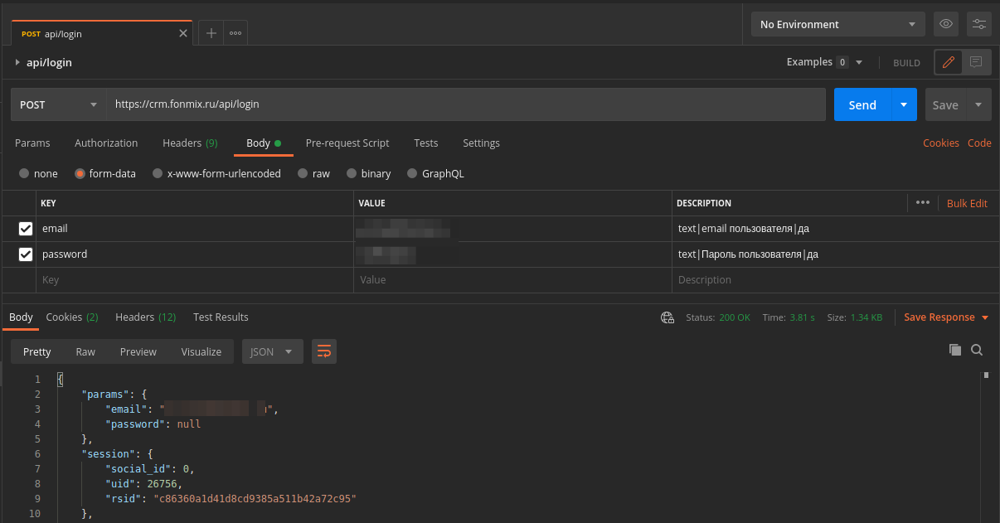 POST api/login
No Environment
api/login
Examples 0 BUILD
POST https://crm.fonmix.ru/api/login Send Save
Params Authorization Headers (9) Body Pre-request Script Tests Settings Cookies Code
none form-data x-www-form-urlencoded raw binary GraphQL
KEY VALUE DESCRIPTION Bulk Edit
email text|email пользователя|да
password text|Пароль пользователя|да
Key Value Description
Body Cookies (2) Headers (12) Test Results Status: 200 OK Time: 3.81 s Size: 1.34 KB Save Response
Pretty Raw Preview Visualize JSON
1 {
2 "params": {
3 "email": " ",
4 "password": null
5 },
6 "session": {
7 "social_id": 0,
8 "uid": 26756,
9 "rsid": "c86360a1d41d8cd9385a511b42a72c95"
10 },